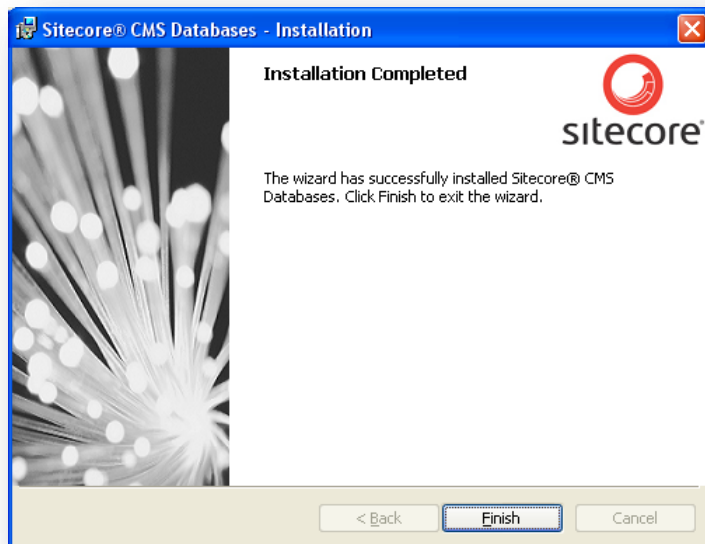 Sitecore® CMS Databases - Installation
Installation Completed
sitecore®
The wizard has successfully installed Sitecore® CMS
Databases. Click Finish to exit the wizard.
< Back
Finish
Cancel